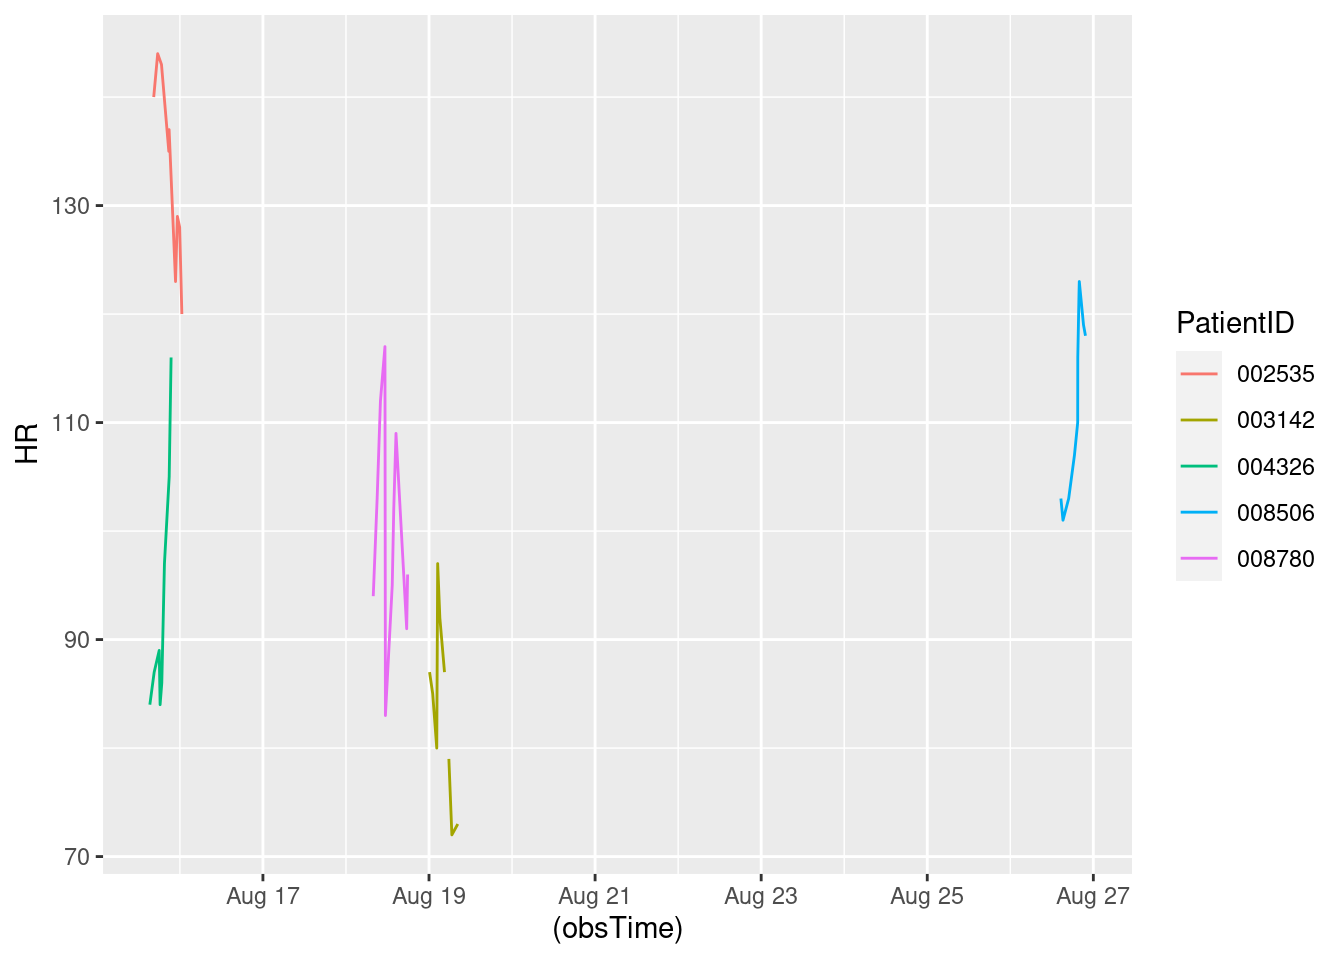 HR
130
110
90
70
Aug 17
Aug 19
Aug 21
Aug 23
Aug 25
Aug 27
(obsTime)
PatientID
002535
003142
004326
008506
008780